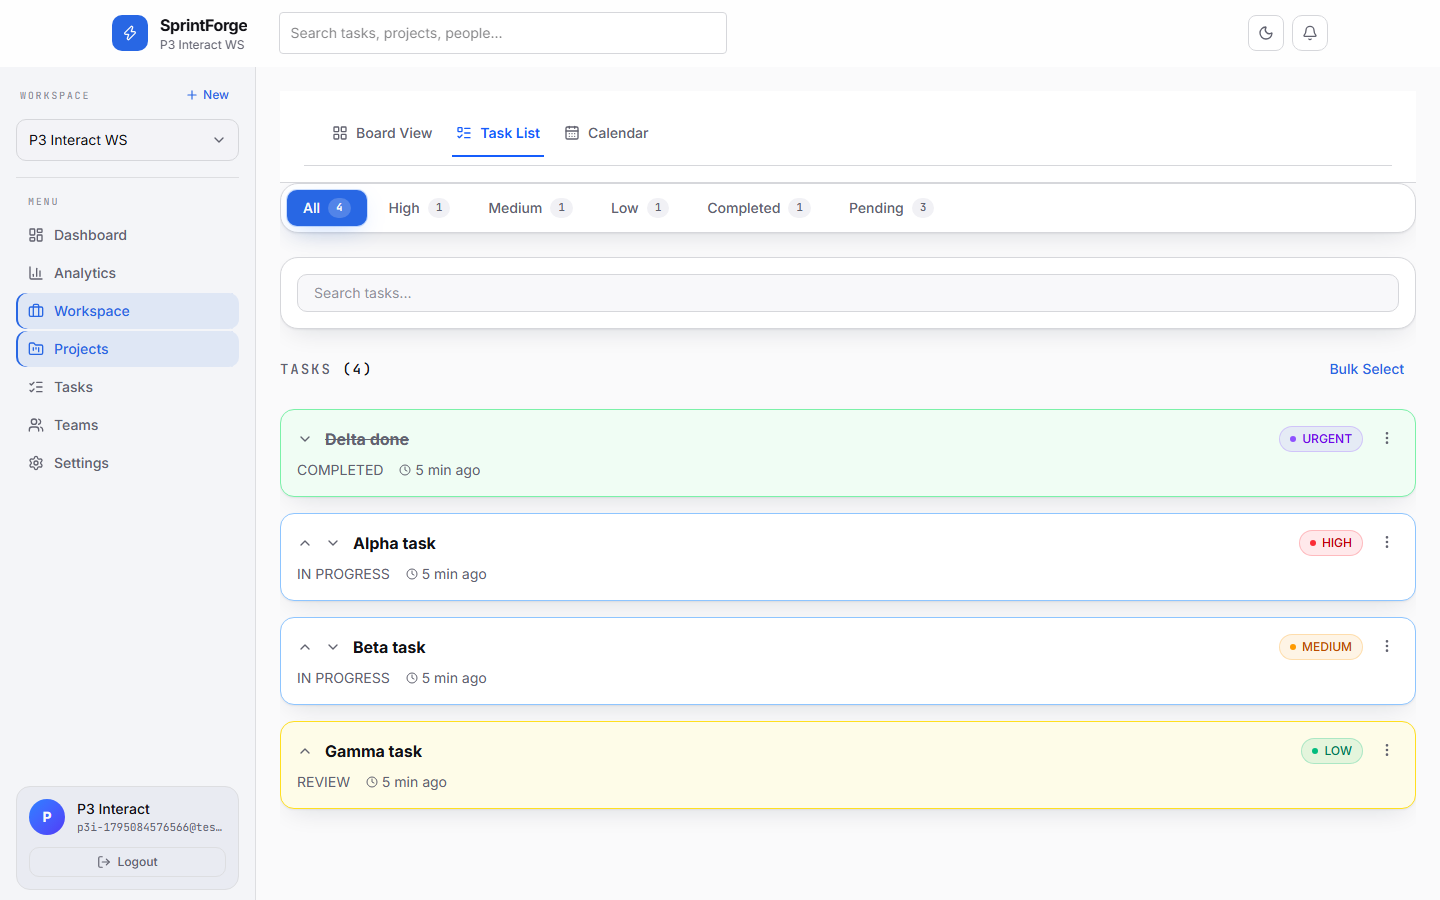 SprintForge
P3 Interact WS
Search tasks, projects, people...
WORKSPACE
New
P3 Interact WS
MENU
Dashboard
Analytics
Workspace
Projects
Tasks
Teams
Settings
P
P3 Interact
p3i-1795084576566@tes…
Logout
Board View
Task List
Calendar
All 4
High 1
Medium 1
Low 1
Completed 1
Pending 3
Search tasks...
TASKS (4)
Bulk Select
Delta done
URGENT
COMPLETED
5 min ago
Alpha task
HIGH
IN PROGRESS
5 min ago
Beta task
MEDIUM
IN PROGRESS
5 min ago
Gamma task
LOW
REVIEW
5 min ago